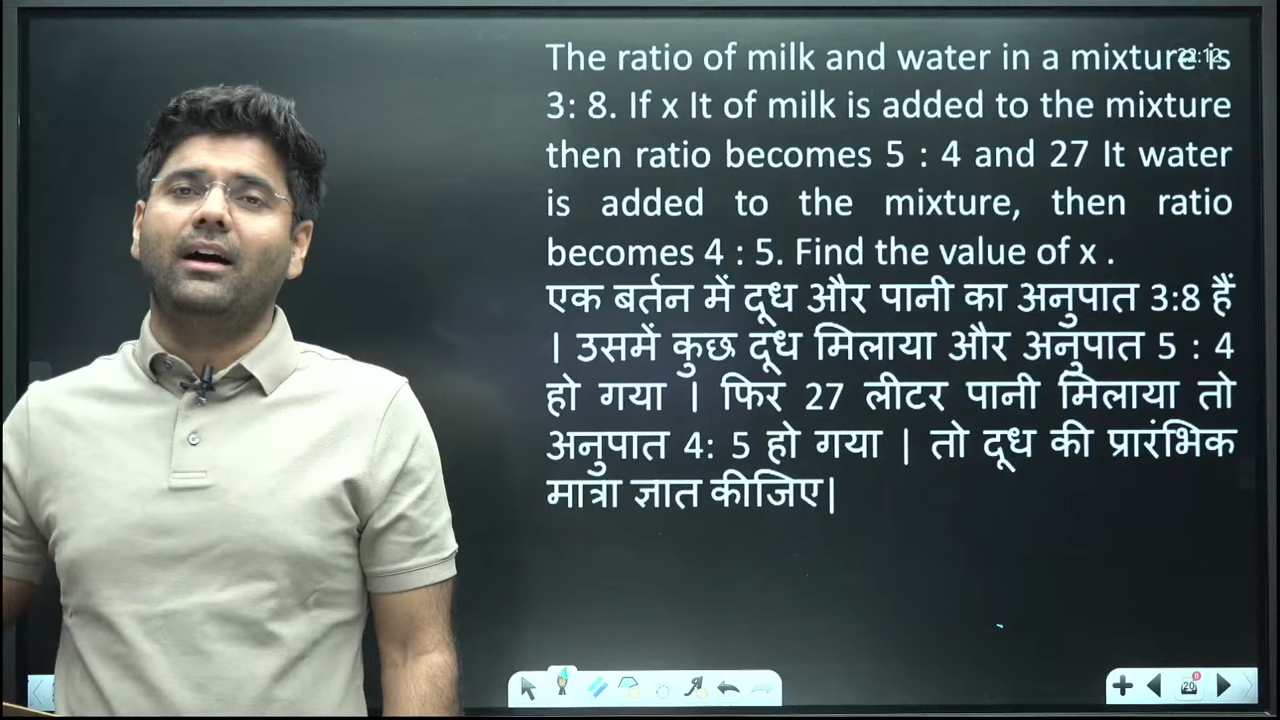 The ratio of milk and water in a mixture is
3: 8. If x It of milk is added to the mixture
then ratio becomes 5 : 4 and 27 It water
is added to the mixture, then ratio
becomes 4 : 5. Find the value of x .
एक बर्तन में दूध और पानी का अनुपात 3:8 हैं
| उसमें कुछ दूध मिलाया और अनुपात 5 : 4
हो गया | फिर 27 लीटर पानी मिलाया तो
अनुपात 4: 5 हो गया | तो दूध की प्रारंभिक
मात्रा ज्ञात कीजिए|
20